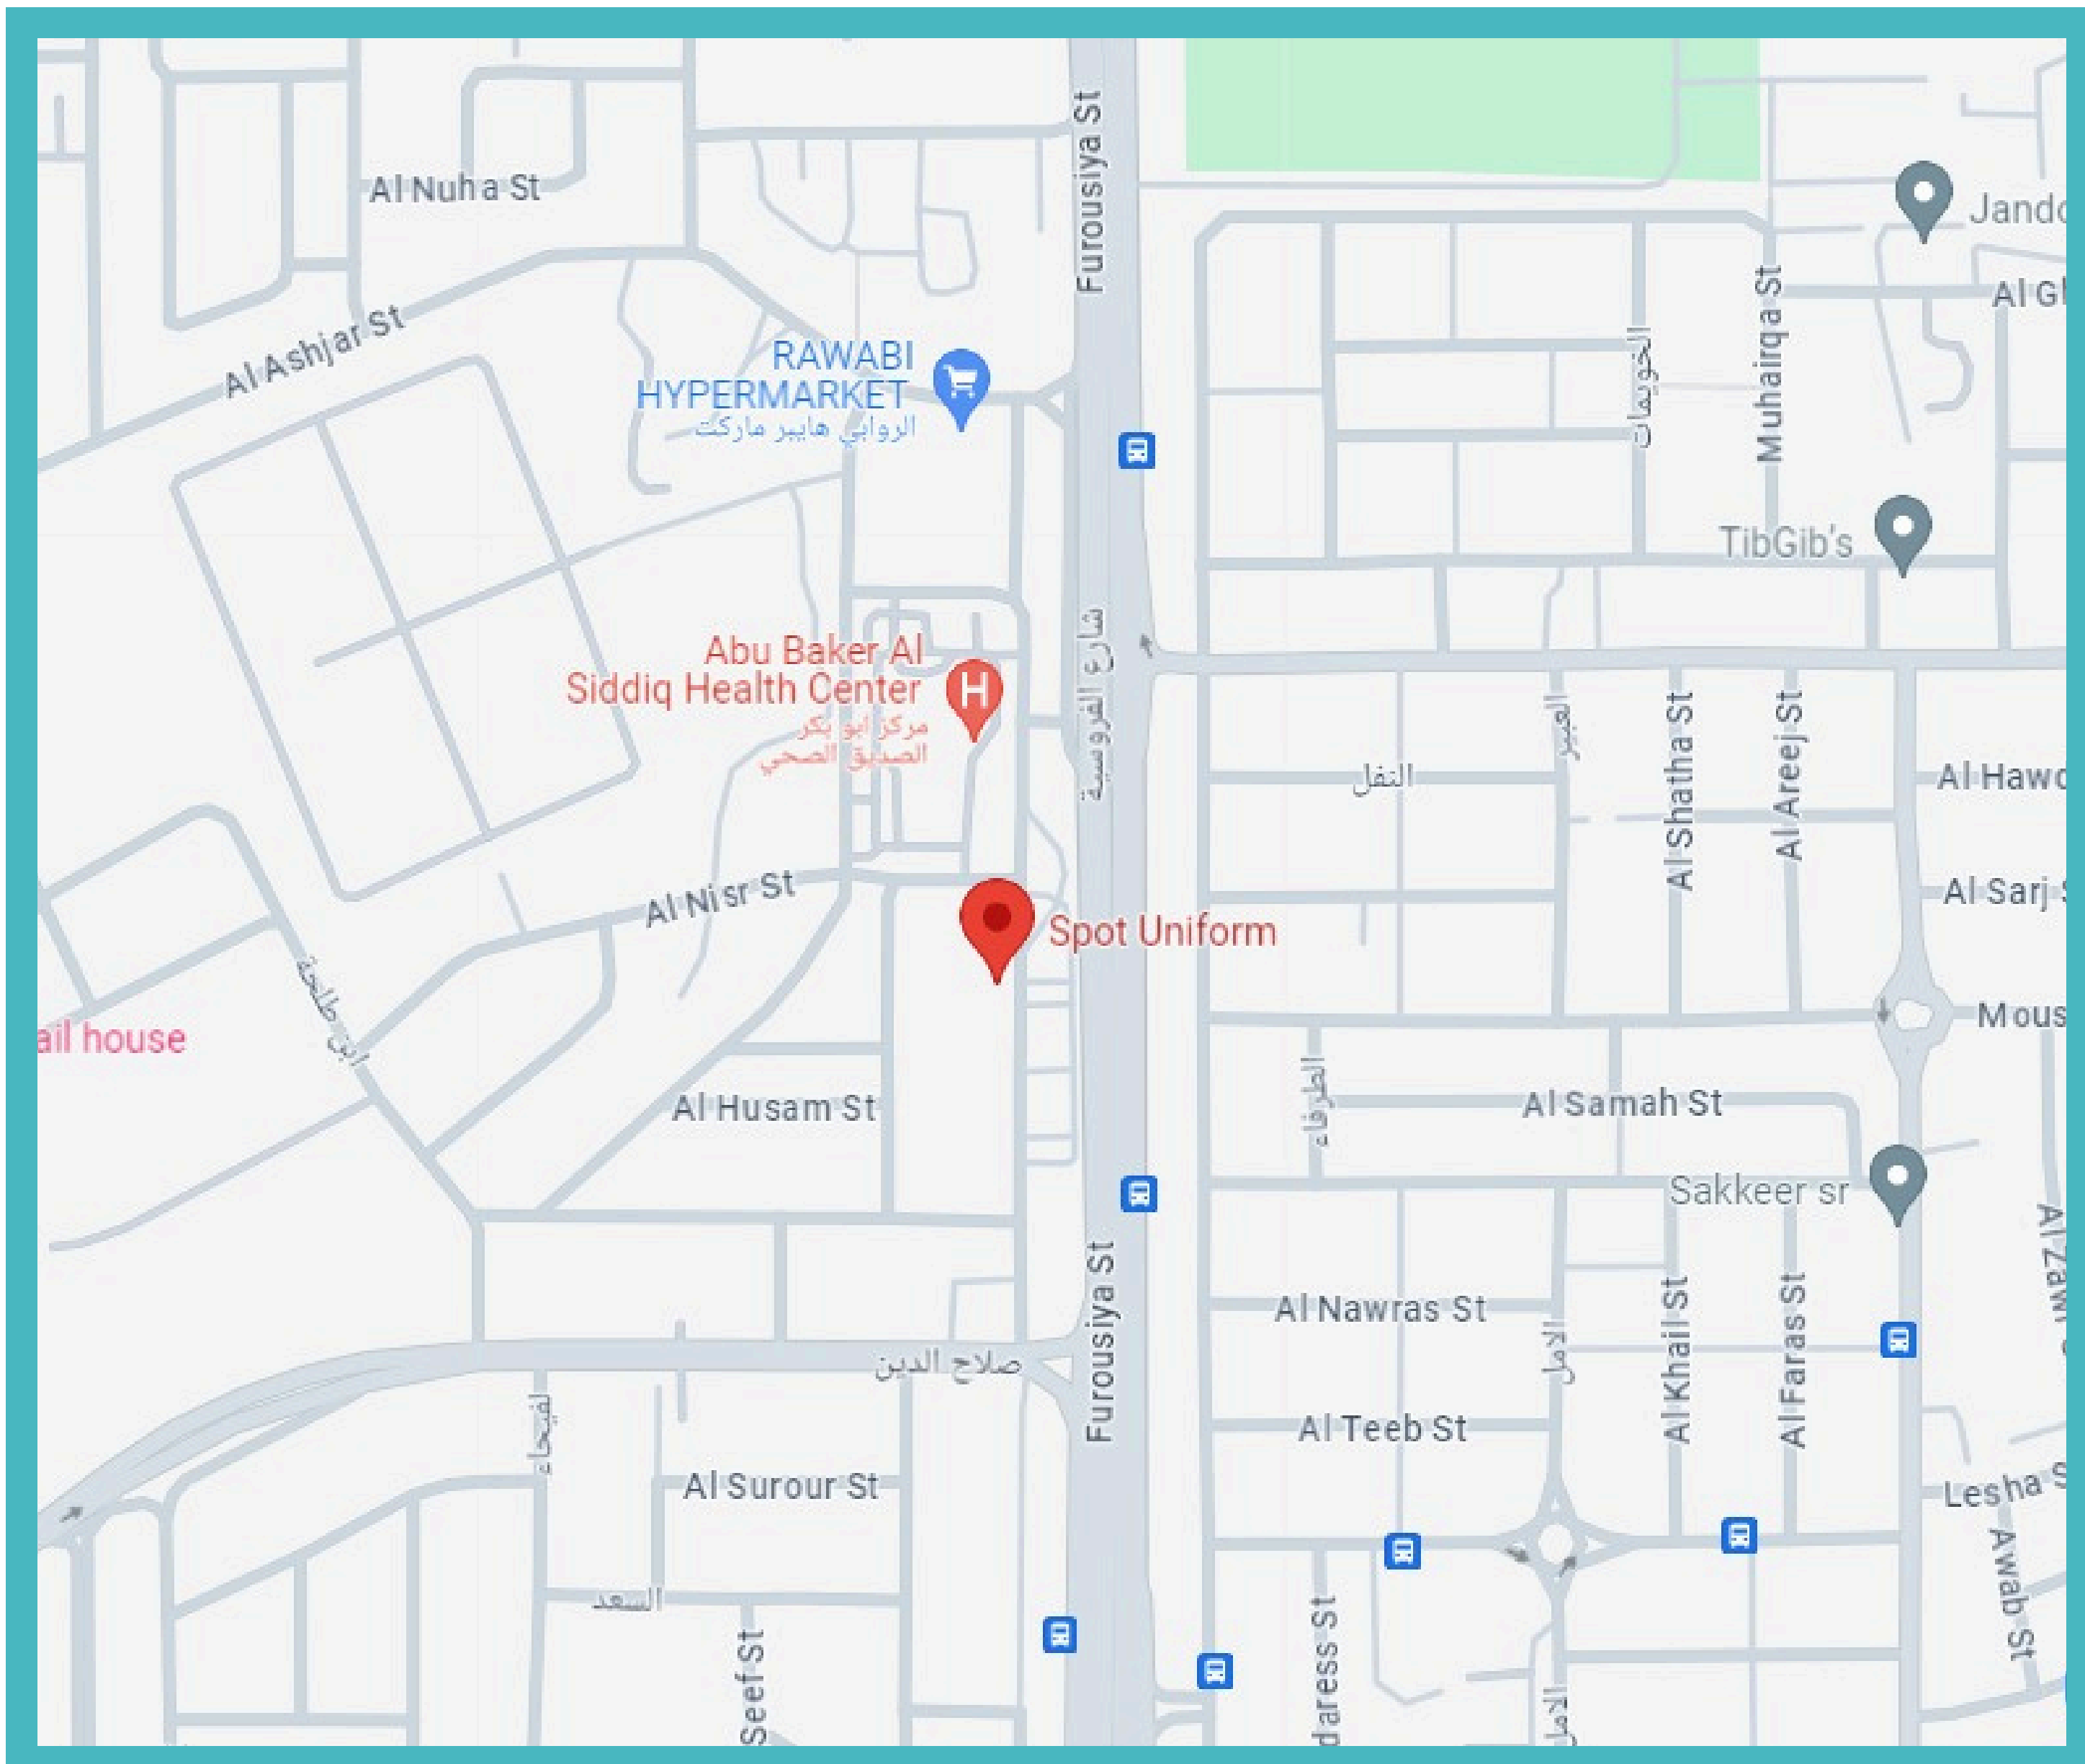 Furousiya St
Al Nuha St
Al Ashjar St
RAWABI
HYPERMARKET
الروابي هايبر ماركت
Muhairqa St
الخويمات
TibGib's
شارع الفروسية
Abu Baker Al
Siddiq Health Center
مركز ابو بكر
الصديق الصحي
العبير
Al Shatha St
Al Areej St
النفل
Al Nisr St
Spot Uniform
ابن طلحة
ail house
Al Husam St
الطرفاء
Al Samah St
Sakkeer sr
Furousiya St
Al Nawras St
الامل
Al Khail St
Al Faras St
صلاح الدين
Al Teeb St
Al Surour St
Lesha S
Awab St
السعد
Seef St
daress St
الامل
Jando
Al Gh
Al Hawd
Al Sarj S
Mous
H